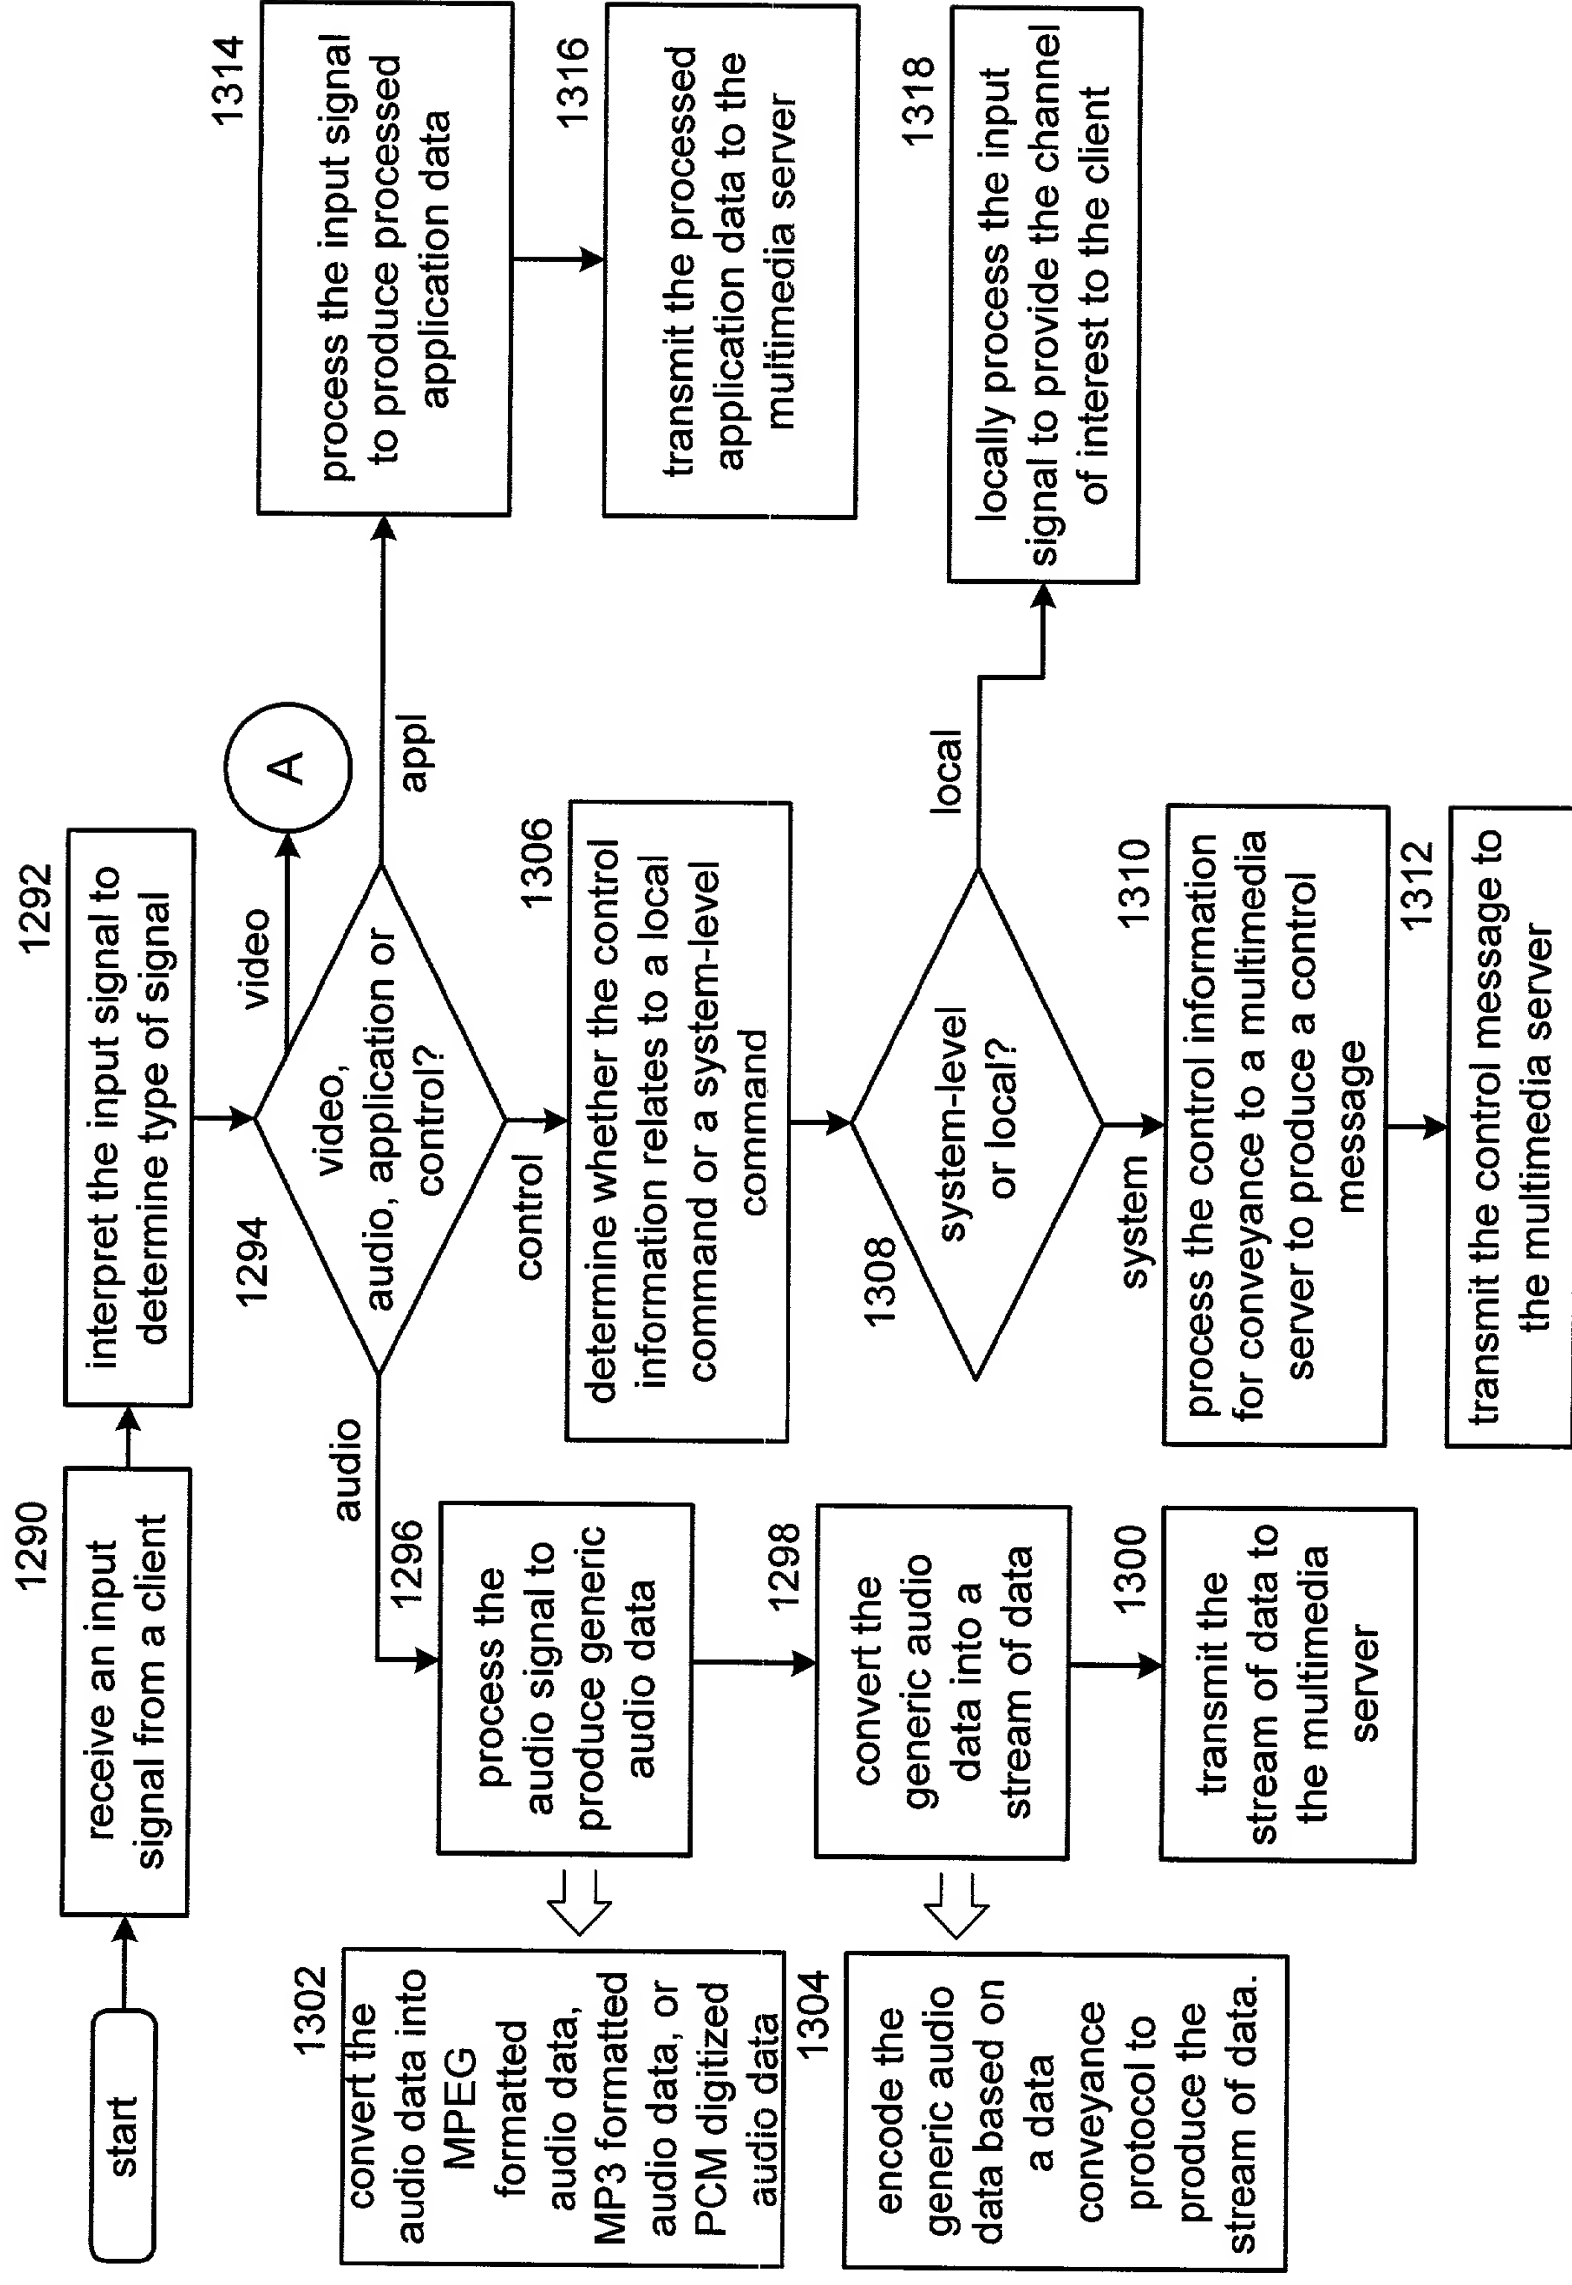 start
1290
receive an input
signal from a client
1292
interpret the input signal to
determine type of signal
1294
video,
audio, application or
control?
video
A
audio
control
appl
1296
process the
audio signal to
produce generic
audio data
1298
convert the
generic audio
data into a
stream of data
1300
transmit the
stream of data to
the multimedia
server
1302
convert the
audio data into
MPEG
formatted
audio data,
MP3 formatted
audio data, or
PCM digitized
audio data
1304
encode the
generic audio
data based on
a data
conveyance
protocol to
produce the
stream of data.
1306
determine whether the control
information relates to a local
command or a system-level
command
1308
system-level
or local?
system
local
1310
process the control information
for conveyance to a multimedia
server to produce a control
message
1312
transmit the control message to
the multimedia server
1314
process the input signal
to produce processed
application data
1316
transmit the processed
application data to the
multimedia server
1318
locally process the input
signal to provide the channel
of interest to the client